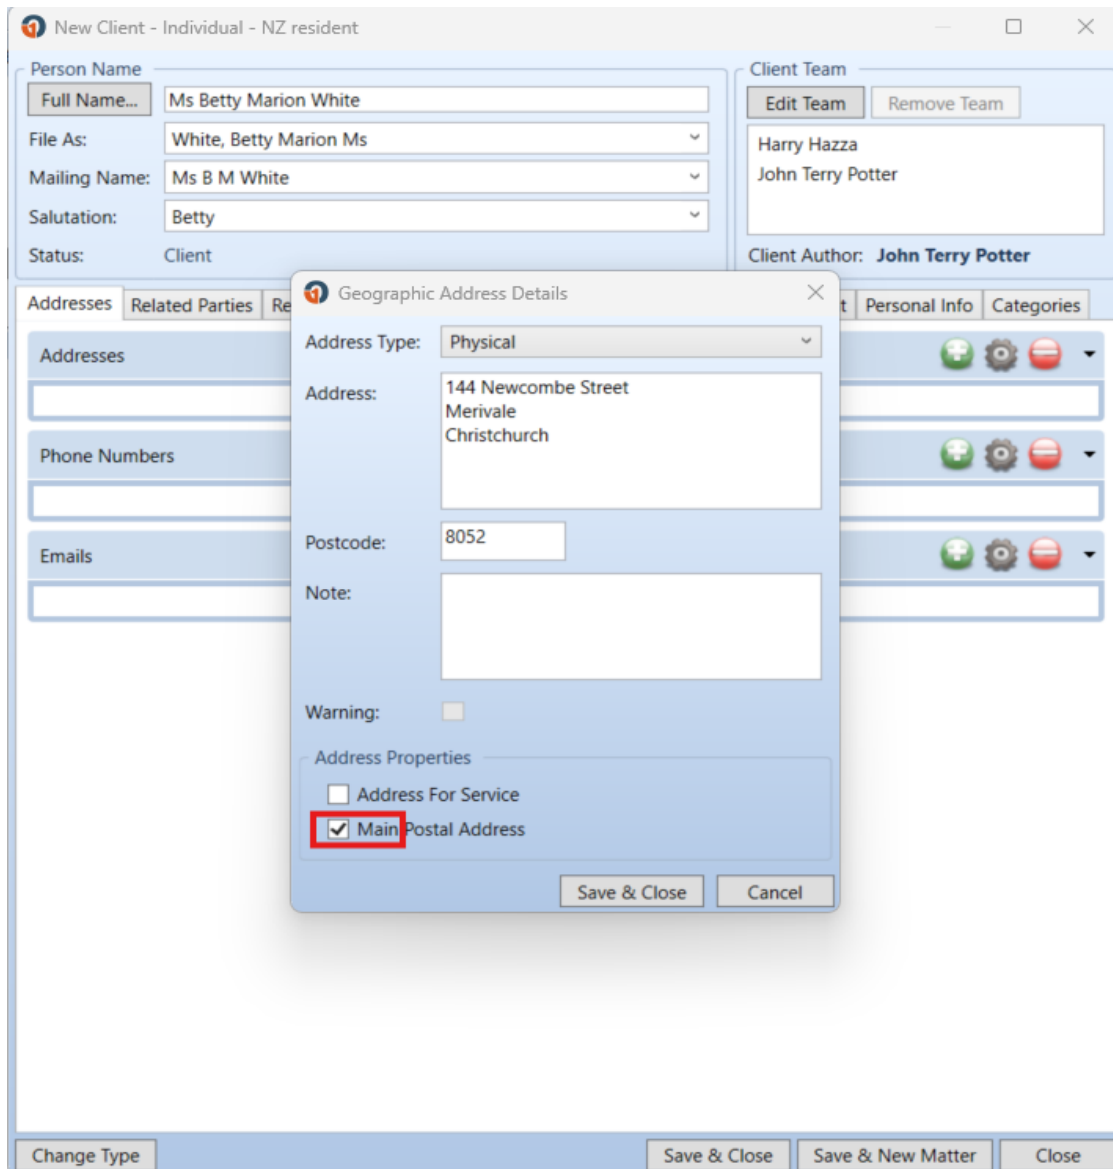 New Client - Individual - NZ resident
Person Name
Full Name...
Ms Betty Marion White
File As:
White, Betty Marion Ms
Mailing Name:
Ms B M White
Salutation:
Betty
Status:
Client
Client Team
Edit Team
Remove Team
Harry Hazza
John Terry Potter
Client Author: John Terry Potter
Addresses
Related Parties
Re
t
Personal Info
Categories
Addresses
Phone Numbers
Emails
Geographic Address Details
Address Type:
Physical
Address:
144 Newcombe Street
Merivale
Christchurch
Postcode:
8052
Note:
Warning:
Address Properties
Address For Service
Main Postal Address
Save & Close
Cancel
Change Type
Save & Close
Save & New Matter
Close